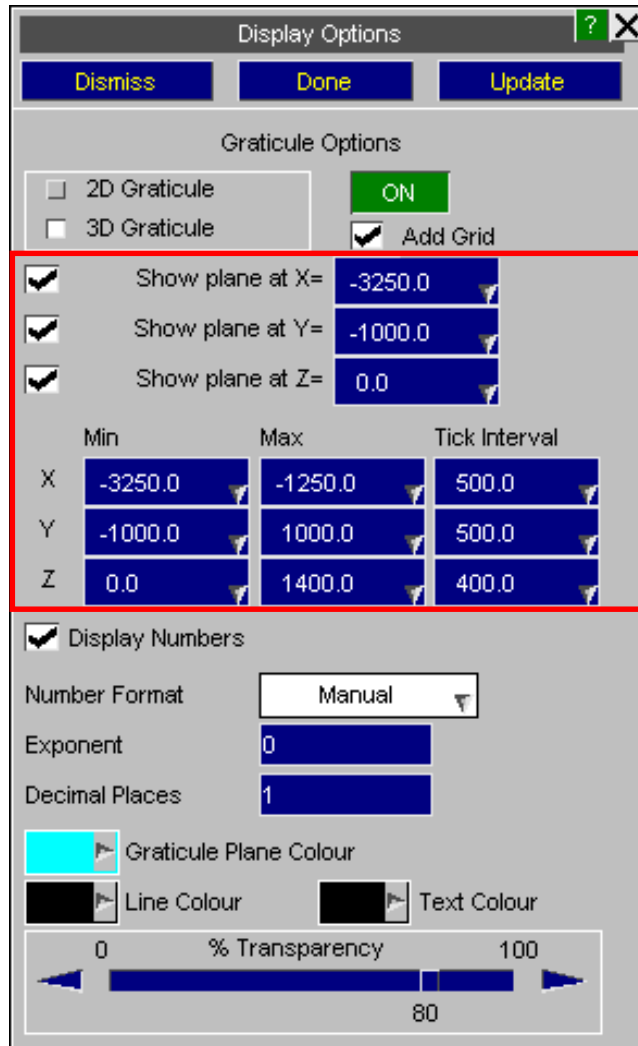 Display Options
?
Dismiss Done Update
Graticule Options
2D Graticule ON
3D Graticule Add Grid
Show plane at X= -3250.0
Show plane at Y= -1000.0
Show plane at Z= 0.0
Min Max Tick Interval
X -3250.0 -1250.0 500.0
Y -1000.0 1000.0 500.0
Z 0.0 1400.0 400.0
Display Numbers
Number Format Manual
Exponent 0
Decimal Places 1
Graticule Plane Colour
Line Colour Text Colour
0 % Transparency 100
80